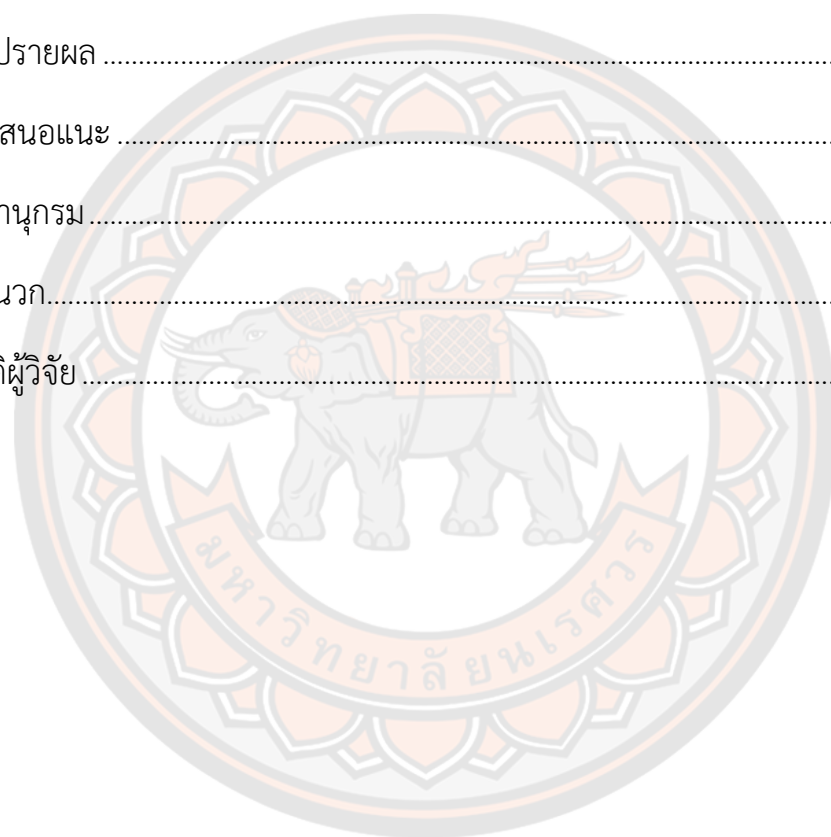 ปรายผล ........................................................................................
สนอแนะ ......................................................................................
านุกรม .........................................................................................
นวก..............................................................................................
ติผู้วิจัย .........................................................................................
มหาวิทยาลัยนเรศวร